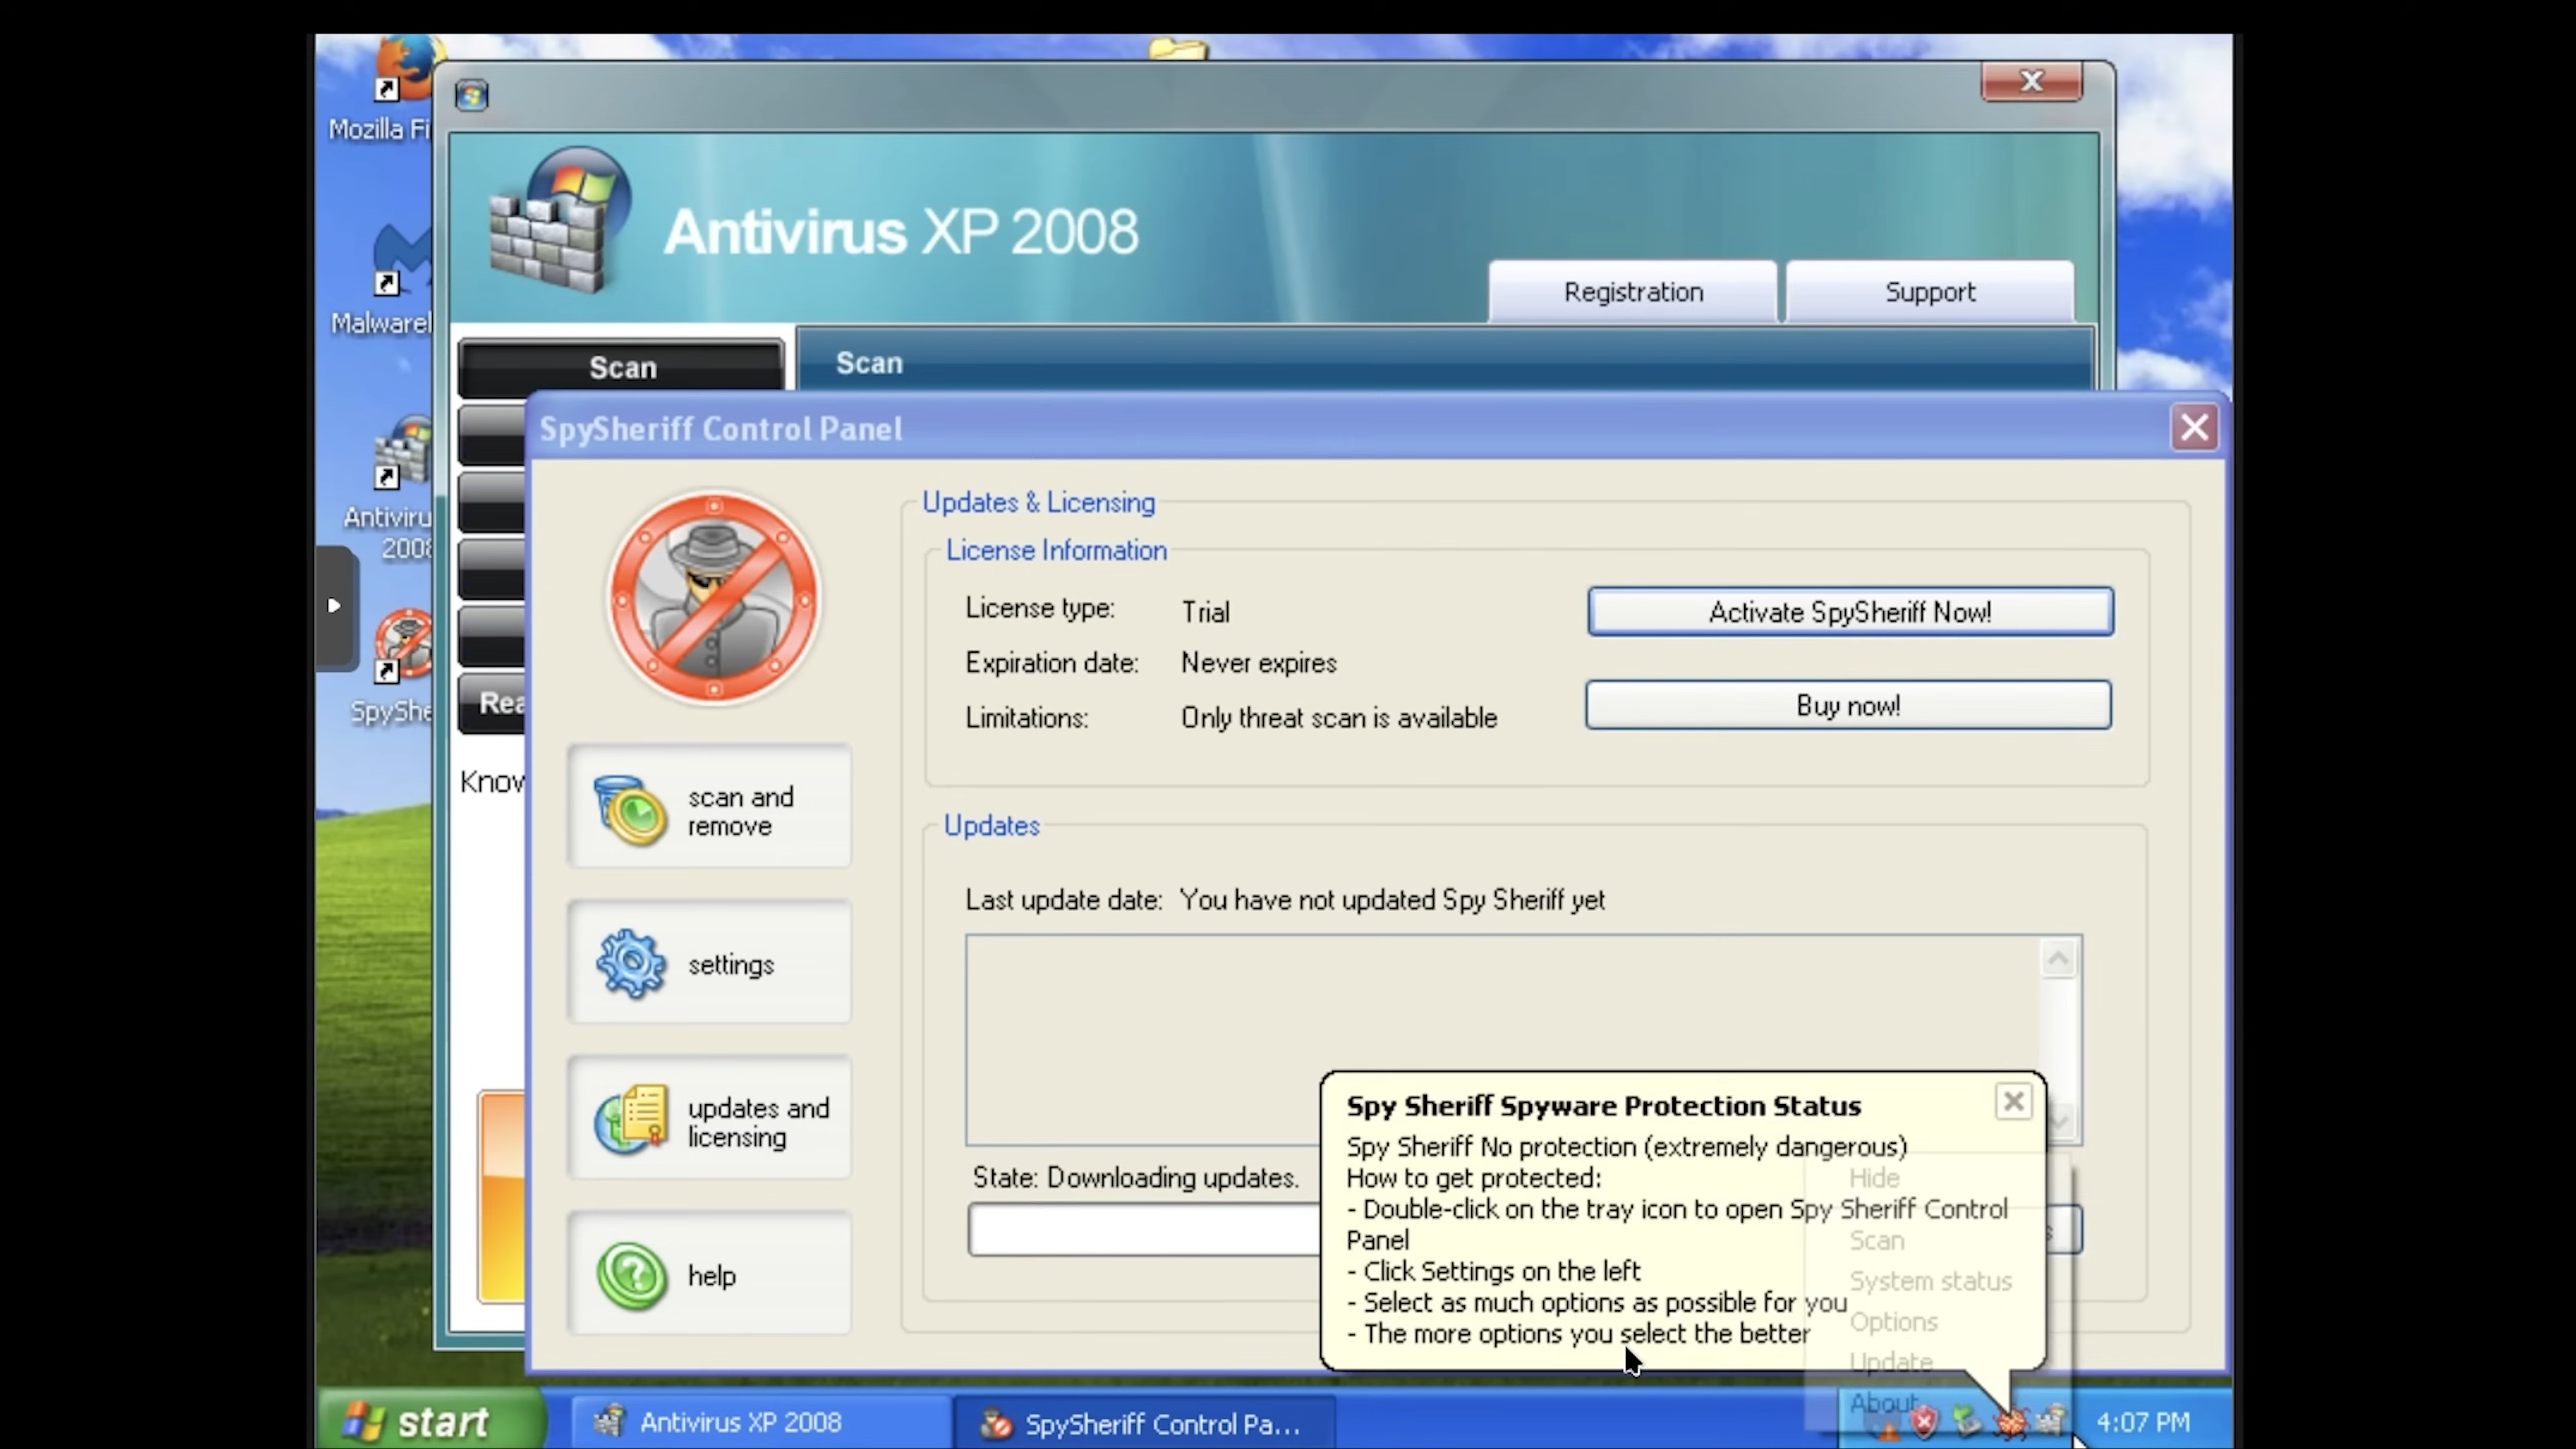 Mozilla Fi
Malwarel
Antiviru
2008
SpyShe
Antivirus XP 2008
Registration
Support
Scan
Scan
Rea
Know
SpySheriff Control Panel
scan and
remove
settings
updates and
licensing
help
Updates & Licensing
License Information
License type: Trial
Expiration date: Never expires
Limitations: Only threat scan is available
Activate SpySheriff Now!
Buy now!
Updates
Last update date: You have not updated Spy Sheriff yet
State: Downloading updates.
Spy Sheriff Spyware Protection Status
Spy Sheriff No protection (extremely dangerous)
How to get protected:
- Double-click on the tray icon to open Spy Sheriff Control
Panel
- Click Settings on the left
- Select as much options as possible for you
- The more options you select the better
Hide
Scan
System status
Options
Update
About
start
Antivirus XP 2008
SpySheriff Control Pa...
4:07 PM